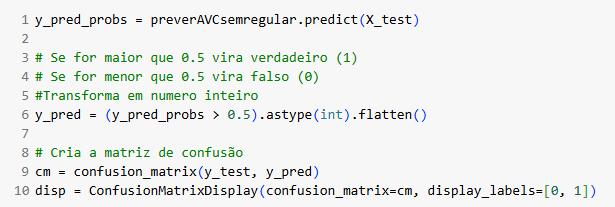 1 y_pred_probs = preverAVCsemregular.predict(X_test)
2
3 # Se for maior que 0.5 vira verdadeiro (1)
4 # Se for menor que 0.5 vira falso (0)
5 #Transforma em numero inteiro
6 y_pred = (y_pred_probs > 0.5).astype(int).flatten()
7
8 # Cria a matriz de confusão
9 cm = confusion_matrix(y_test, y_pred)
10 disp = ConfusionMatrixDisplay(confusion_matrix=cm, display_labels=[0, 1])